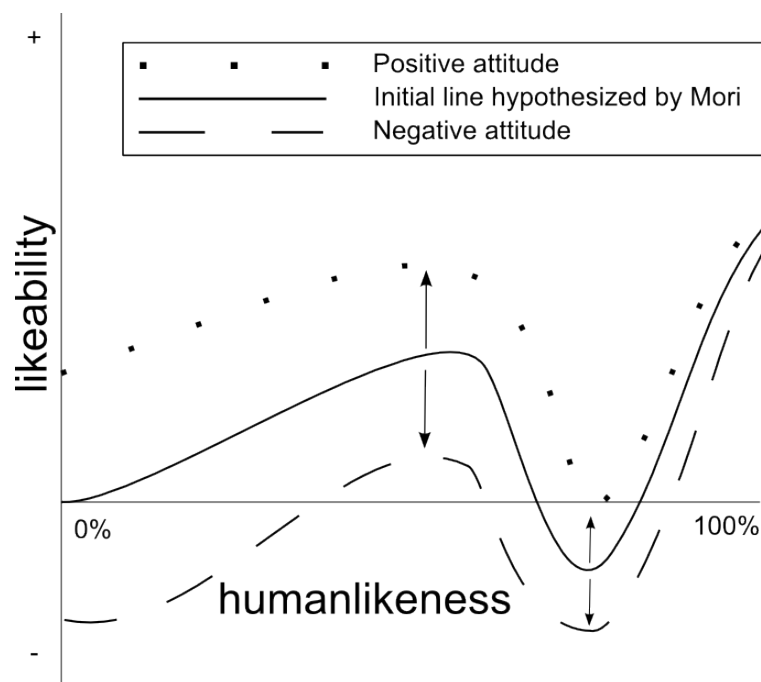 +
Positive attitude
Initial line hypothesized by Mori
Negative attitude
likeability
0%
100%
humanlikeness
-